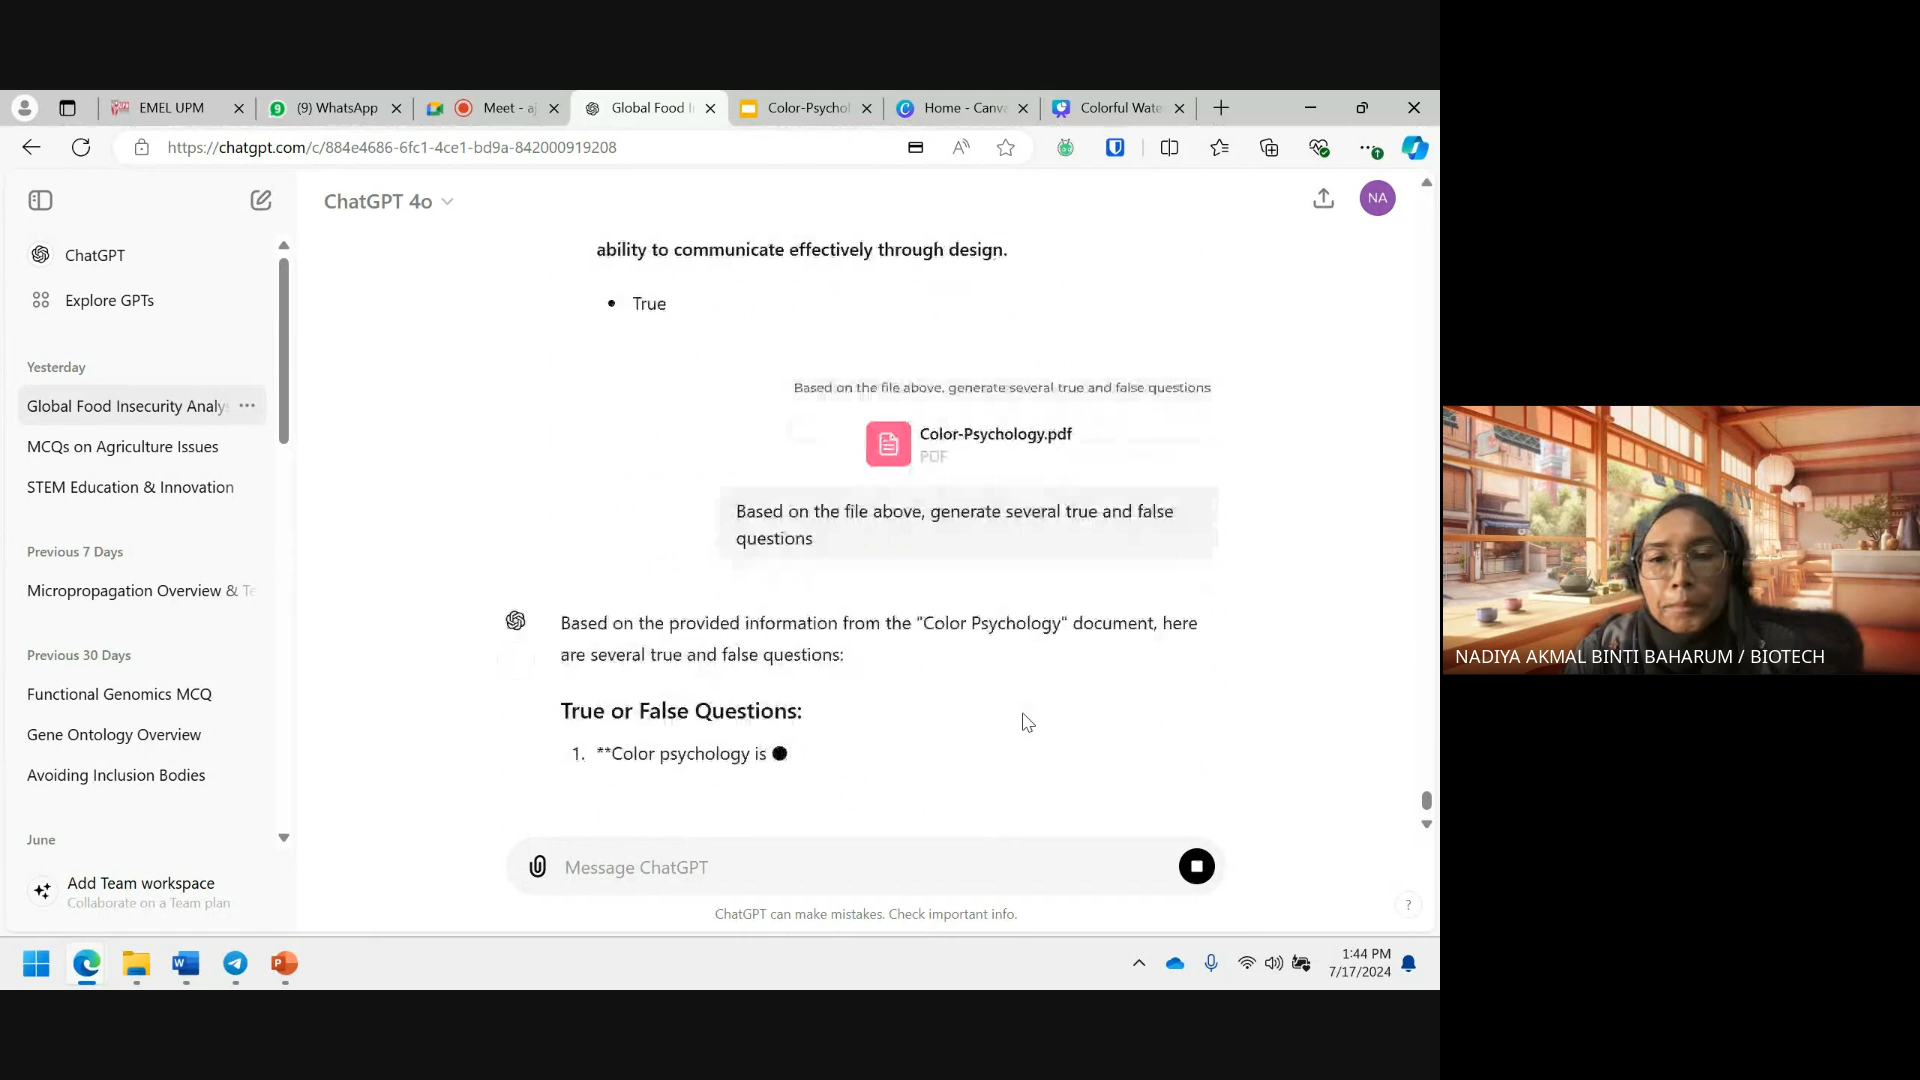 EMEL UPM
(9) WhatsApp
Meet - aj
Global Food I
Color-Psychol
Home - Canva
Colorful Wate
https://chatgpt.com/c/884e4686-6fc1-4ce1-bd9a-842000919208
ChatGPT 4o
NA
ChatGPT
Explore GPTs
Yesterday
Global Food Insecurity Analy
MCQs on Agriculture Issues
STEM Education & Innovation
Previous 7 Days
Micropropagation Overview & Te
Previous 30 Days
Functional Genomics MCQ
Gene Ontology Overview
Avoiding Inclusion Bodies
June
Add Team workspace
Collaborate on a Team plan
ability to communicate effectively through design.
• True
Based on the file above, generate several true and false questions
Color-Psychology.pdf
PDF
Based on the file above, generate several true and false
questions
Based on the provided information from the "Color Psychology" document, here
are several true and false questions:
True or False Questions:
1. **Color psychology is
Message ChatGPT
ChatGPT can make mistakes. Check important info.
?
1:44 PM
7/17/2024
NADIYA AKMAL BINTI BAHARUM / BIOTECH